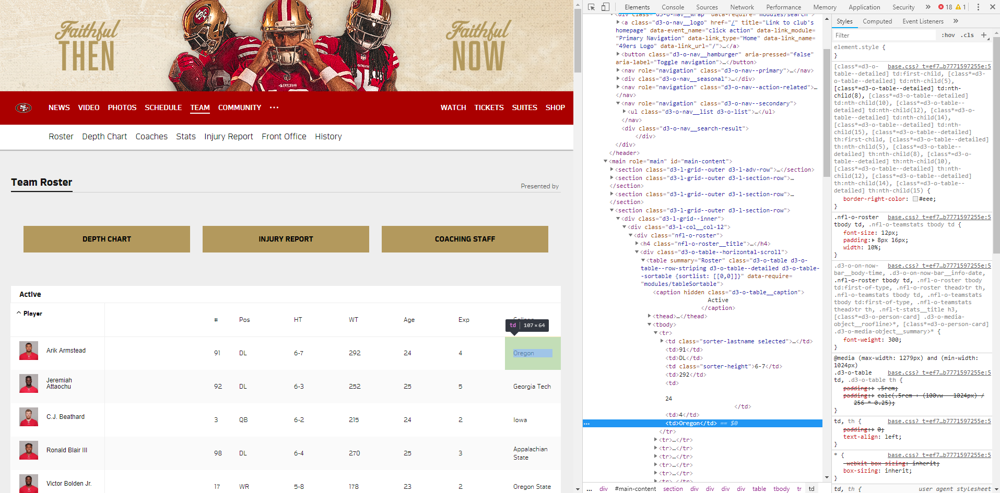 Faithful
THEN
Faithful
NOW
49ERS
SF
NEWS VIDEO PHOTOS SCHEDULE TEAM COMMUNITY ··· WATCH TICKETS SUITES SHOP
Roster Depth Chart Coaches Stats Injury Report Front Office History
Team Roster
Presented by
DEPTH CHART INJURY REPORT COACHING STAFF
Active
Player # Pos HT WT Age Exp
td | 107 × 64
Arik Armstead 91 DL 6-7 292 24 4 Oregon
Jeremiah
Attaochu 92 DL 6-3 252 25 5 Georgia Tech
C.J. Beathard 3 QB 6-2 215 24 2 Iowa
Ronald Blair III 98 DL 6-4 270 25 3 Appalachian
State
Victor Bolden Jr. 17 WR 5-8 178 23 2 Oregon State
Elements Console Sources Network Performance Memory Application Security » 18 1
<div class="d3-o-nav__wrap" data-require="modules/search">
<a class="d3-o-nav__logo" href="/" title="Link to club's
homepage" data-event_name="click action" data-link_module=
"Primary Navigation" data-link_type="Home" data-link_name=
"49ers Logo" data-link_url="/">…</a>
<button class="d3-o-nav__hamburger" aria-pressed="false"
aria-label="Toggle navigation">…</button>
<nav role="navigation" class="d3-o-nav--primary">…</nav>
<div class="d3-o-nav__seasonal">…</div>
<nav role="navigation" class="d3-o-nav--action-related">…
</nav>
<nav role="navigation" class="d3-o-nav--secondary">
<ul class="d3-o-nav__list d3-o-list">…</ul>
</nav>
<div class="d3-o-nav__search-result">
</div>
</div>
</header>
<main role="main" id="main-content">
<section class="d3-l-grid--outer d3-l-adv-row">…</section>
<section class="d3-l-grid--outer d3-l-section-row">…
</section>
<section class="d3-l-grid--outer d3-l-section-row">…
</section>
<section class="d3-l-grid--outer d3-l-section-row">
<div class="d3-l-grid--inner">
<div class="d3-l-col__col-12">
<div class="nfl-o-roster">
<h4 class="nfl-o-roster__title">…</h4>
<div class="d3-o-table--horizontal-scroll">
<table summary="Roster" class="d3-o-table d3-o-
table--row-striping d3-o-table--detailed d3-o-table-
-sortable {sortlist: [[0,0]]}" data-require=
"modules/tableSortable">
<caption hidden class="d3-o-table__caption">
Active
</caption>
<thead>…</thead>
<tbody>
<tr>
<td class="sorter-lastname selected">…</td>
<td>91</td>
<td>DL</td>
<td class="sorter-height">6-7</td>
<td>292</td>
<td>
24
</td>
<td>4</td>
<td>Oregon</td> == $0
</tr>
<tr>…</tr>
<tr>…</tr>
<tr>…</tr>
<tr>…</tr>
<tr>…</tr>
<tr>…</tr>
... div #main-content section div div div div table tbody tr td
Styles Computed Event Listeners »
Filter :hov .cls +
element.style {
}
[class*=d3-o- base.css?_t=ef7…b7771597255e:5
table--detailed] td:first-child, [class*=d3-
o-table--detailed] td:nth-child(5),
[class*=d3-o-table--detailed] td:nth-
child(8), [class*=d3-o-table--detailed]
td:nth-child(10), [class*=d3-o-table--
detailed] td:nth-child(12), [class*=d3-o-
table--detailed] td:nth-child(14),
[class*=d3-o-table--detailed] td:nth-
child(15), [class*=d3-o-table--detailed]
th:first-child, [class*=d3-o-table--detailed]
th:nth-child(5), [class*=d3-o-table--
detailed] th:nth-child(8), [class*=d3-o-
table--detailed] th:nth-child(10),
[class*=d3-o-table--detailed] th:nth-
child(12), [class*=d3-o-table--detailed]
th:nth-child(14), [class*=d3-o-table--
detailed] th:nth-child(15) {
border-right-color: #eee;
}
.nfl-o-roster base.css?_t=ef7…b7771597255e:5
tbody td, .nfl-o-teamstats tbody td {
font-size: 12px;
padding: 8px 16px;
width: 10%;
}
.d3-o-on-now- base.css?_t=ef7…b7771597255e:5
bar__body-time, .d3-o-on-now-bar__info-date,
.nfl-o-roster tbody td, .nfl-o-roster tbody
td:first-of-type, .nfl-o-roster thead>tr th,
.nfl-o-teamstats tbody td, .nfl-o-teamstats
tbody td:first-of-type, .nfl-o-teamstats
thead>tr th, .nfl-t-stats__title h3,
[class*=d3-o-person-card] .d3-o-media-
object__roofline>*, [class*=d3-o-person-card]
.d3-o-media-object__summary>* {
font-weight: 300;
}
@media (max-width: 1279px) and (min-width:
1024px)
.d3-o-table base.css?_t=ef7…b7771597255e:5
td, .d3-o-table th {
padding: .5rem;
padding: calc(.5rem + (100vw - 1024px) /
256 * 0.25);
}
td, th { base.css?_t=ef7…b7771597255e:5
padding: 0;
text-align: left;
}
* { base.css?_t=ef7…b7771597255e:5
-webkit-box-sizing: inherit;
box-sizing: inherit;
}
td, th { user agent stylesheet